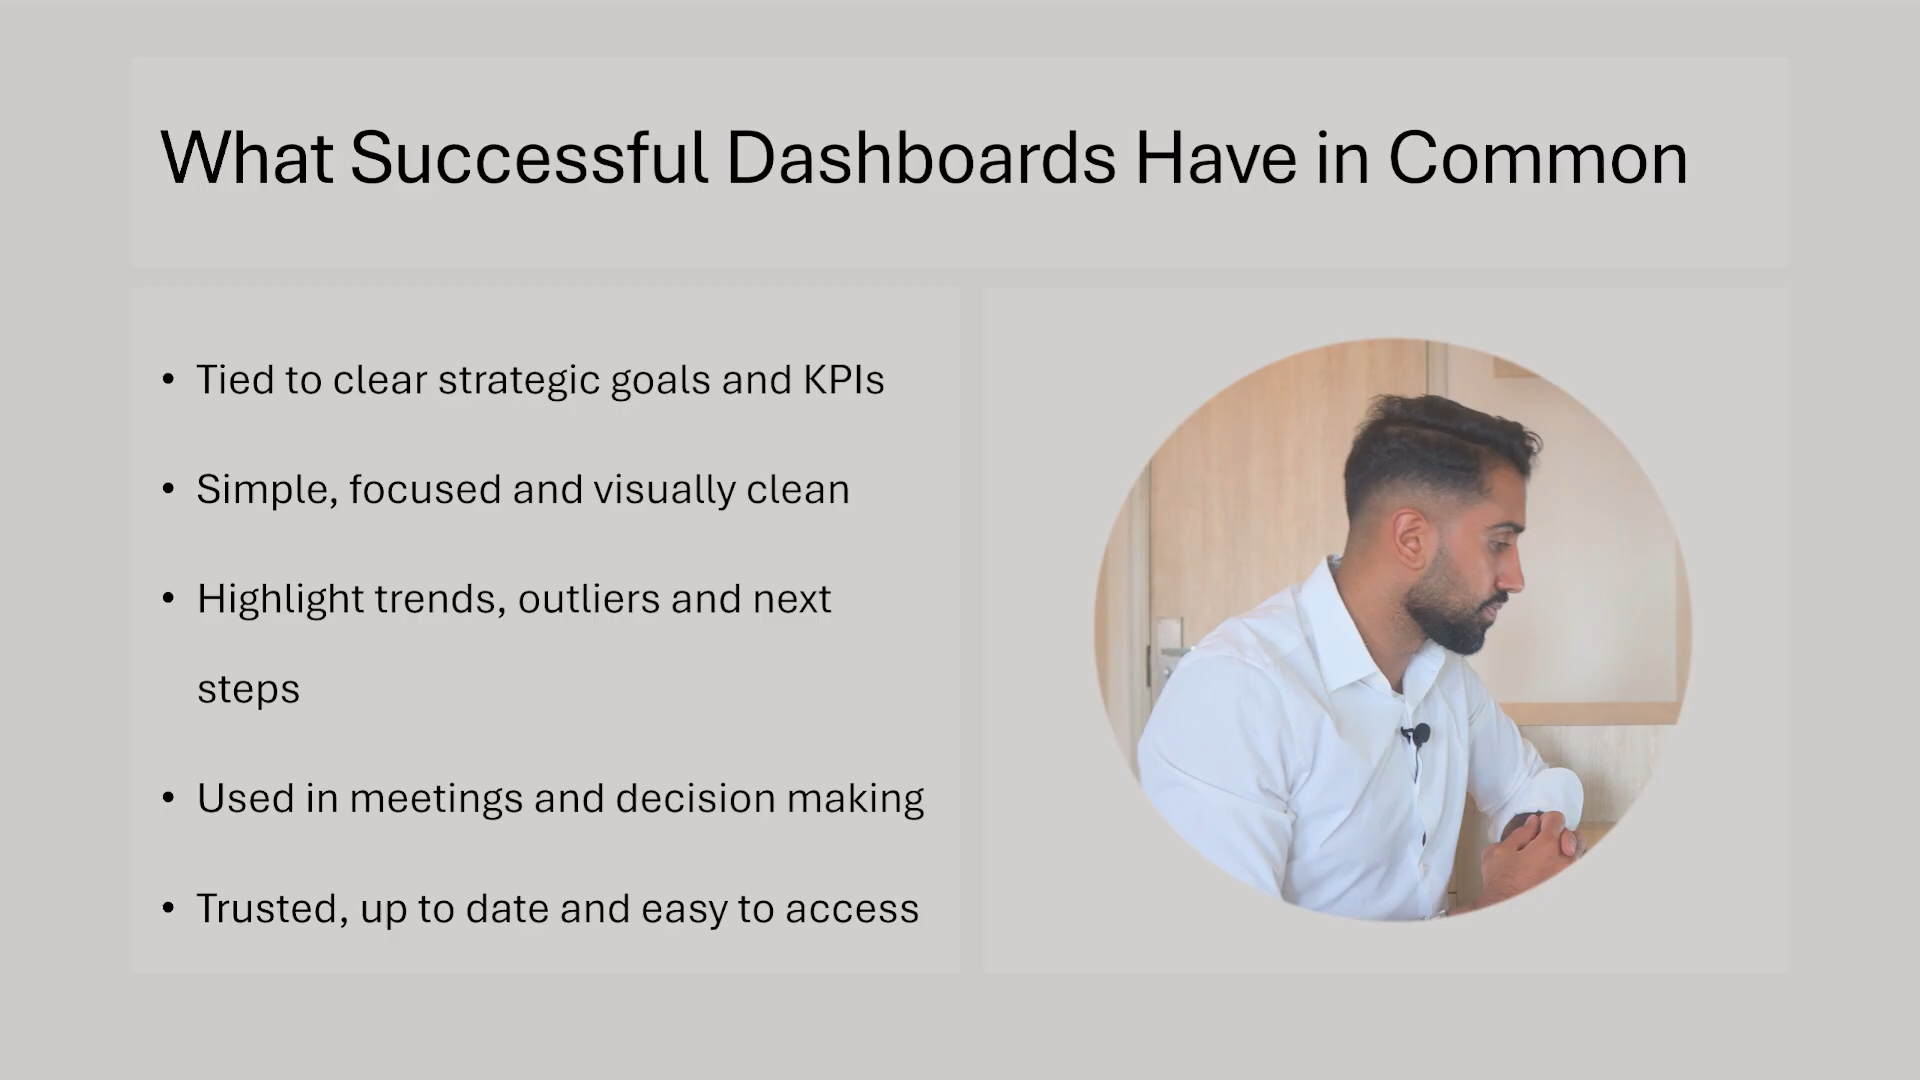 What Successful Dashboards Have in Common
• Tied to clear strategic goals and KPIs
• Simple, focused and visually clean
• Highlight trends, outliers and next
steps
• Used in meetings and decision making
• Trusted, up to date and easy to access